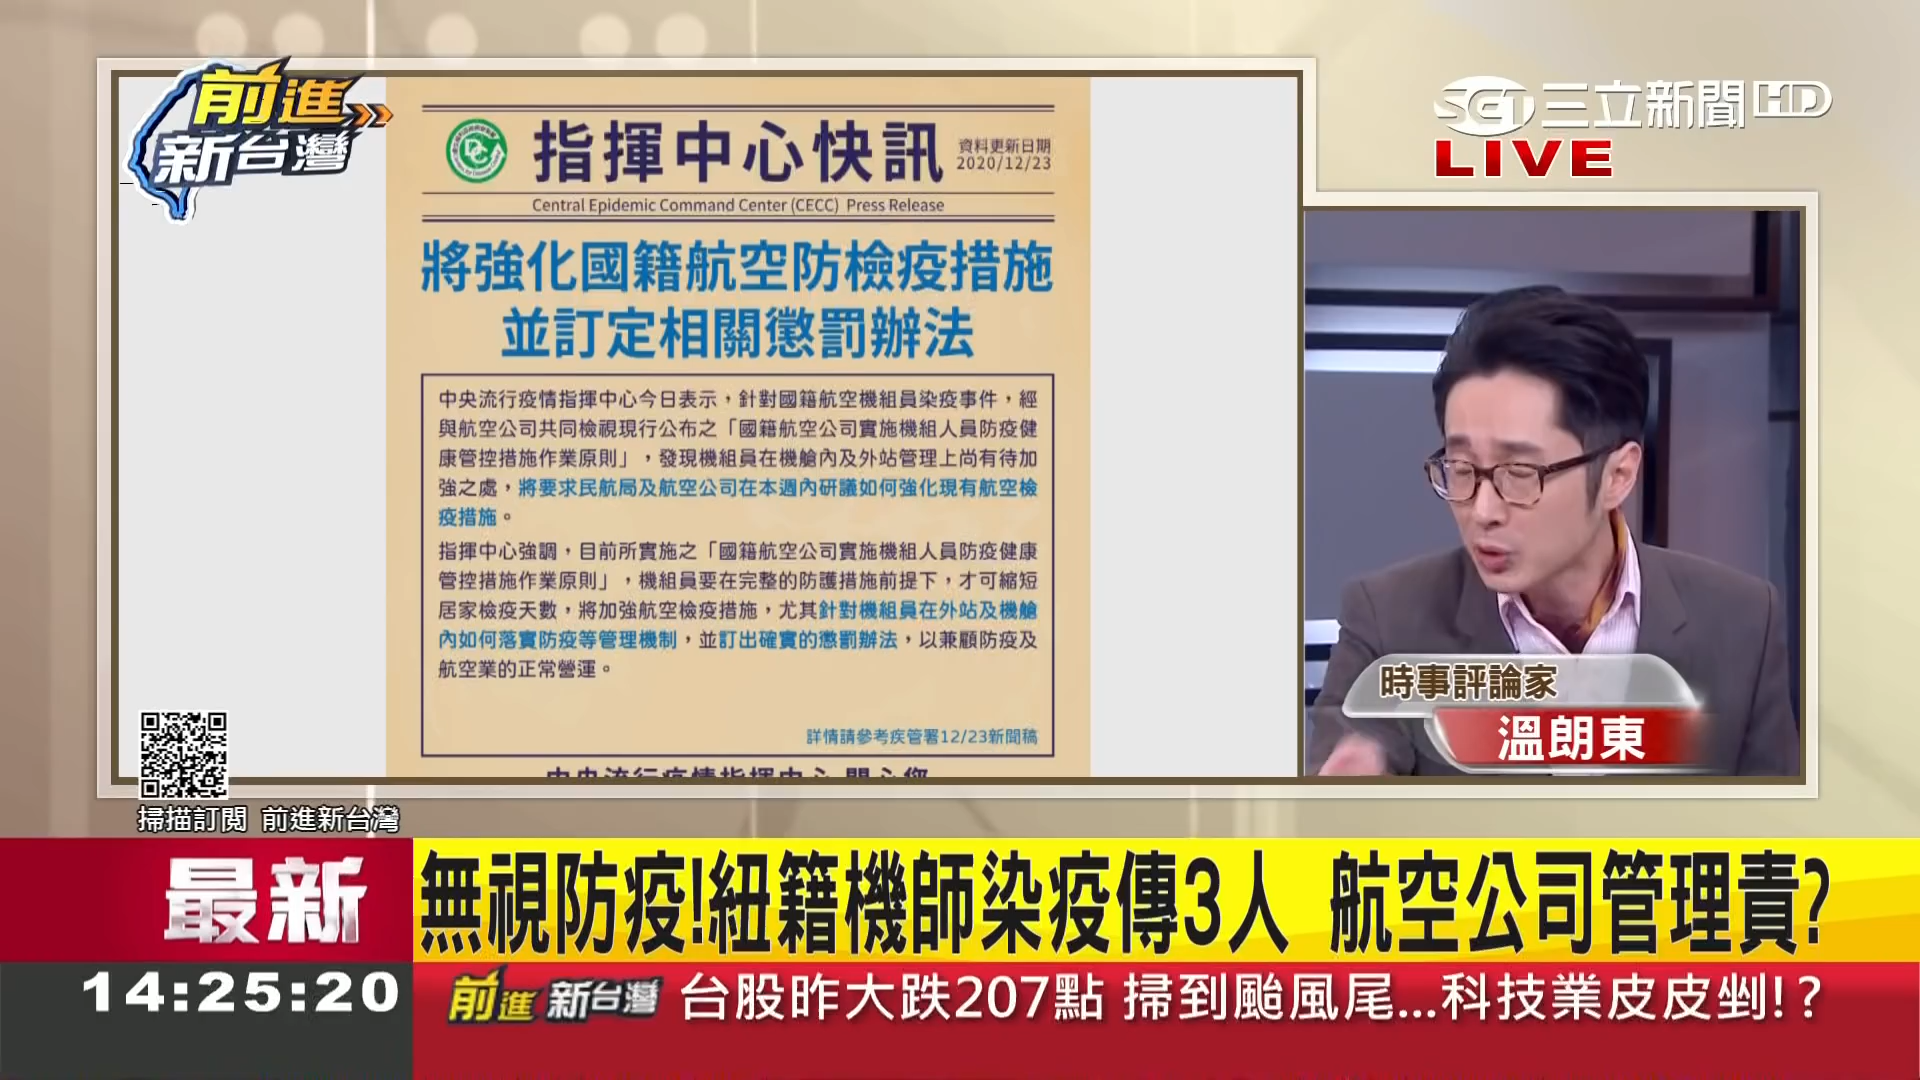 前進
新台灣
SET三立新聞HD
LIVE
指揮中心快訊
資料更新日期
2020/12/23
Central Epidemic Command Center (CECC) Press Release
將強化國籍航空防檢疫措施
並訂定相關懲罰辦法
中央流行疫情指揮中心今日表示，針對國籍航空機組員染疫事件，經
與航空公司共同檢視現行公布之「國籍航空公司實施機組人員防疫健
康管控措施作業原則」，發現機組員在機艙內及外站管理上尚有待加
強之處，將要求民航局及航空公司在本週內研議如何強化現有航空檢
疫措施。
指揮中心強調，目前所實施之「國籍航空公司實施機組人員防疫健康
管控措施作業原則」，機組員要在完整的防護措施前提下，才可縮短
居家檢疫天數，將加強航空檢疫措施，尤其針對機組員在外站及機艙
內如何落實防疫等管理機制，並訂出確實的懲罰辦法，以兼顧防疫及
航空業的正常營運。
詳情請參考疾管署12/23新聞稿
中央流行疫情指揮中心 關心您
時事評論家
溫朗東
掃描訂閱 前進新台灣
最新
無視防疫!紐籍機師染疫傳3人 航空公司管理責?
14:25:20
前進新台灣 台股昨大跌207點 掃到颱風尾...科技業皮皮剉!?